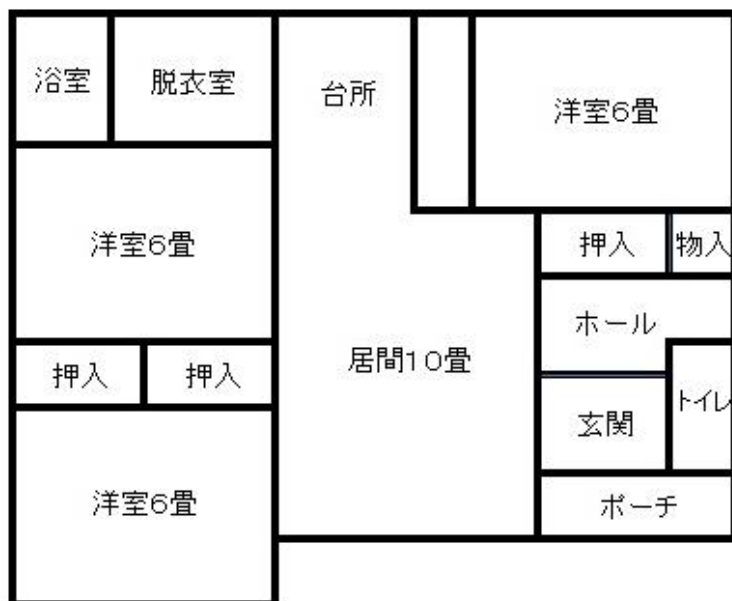 浴室
脱衣室
台所
洋室6畳
洋室6畳
押入
物入
ホール
居間10畳
押入
押入
トイレ
玄関
洋室6畳
ポーチ